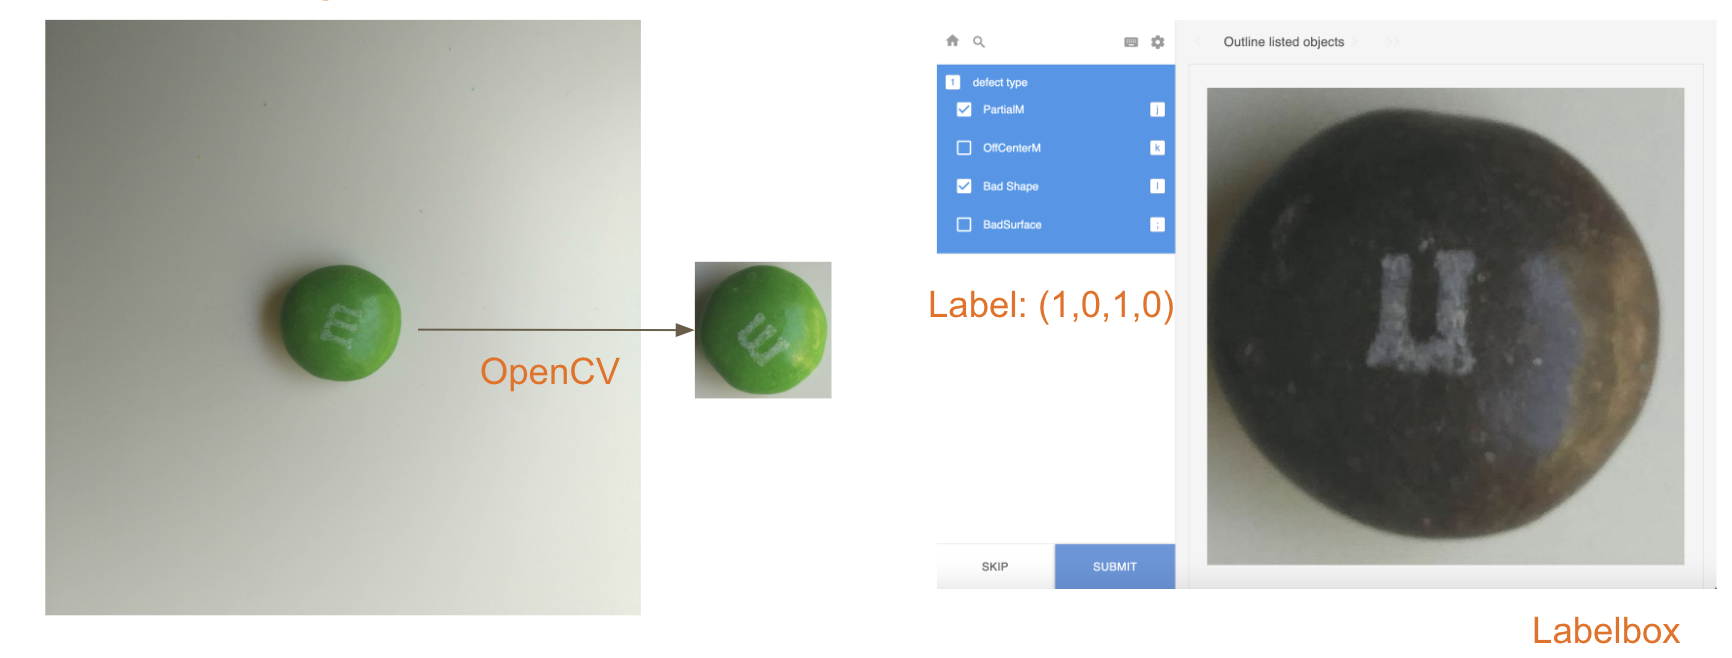 m
OpenCV
m
Outline listed objects
1 defect type
PartialM j
OffCenterM k
Bad Shape l
BadSurface ;
Label: (1,0,1,0)
SKIP SUBMIT
Labelbox